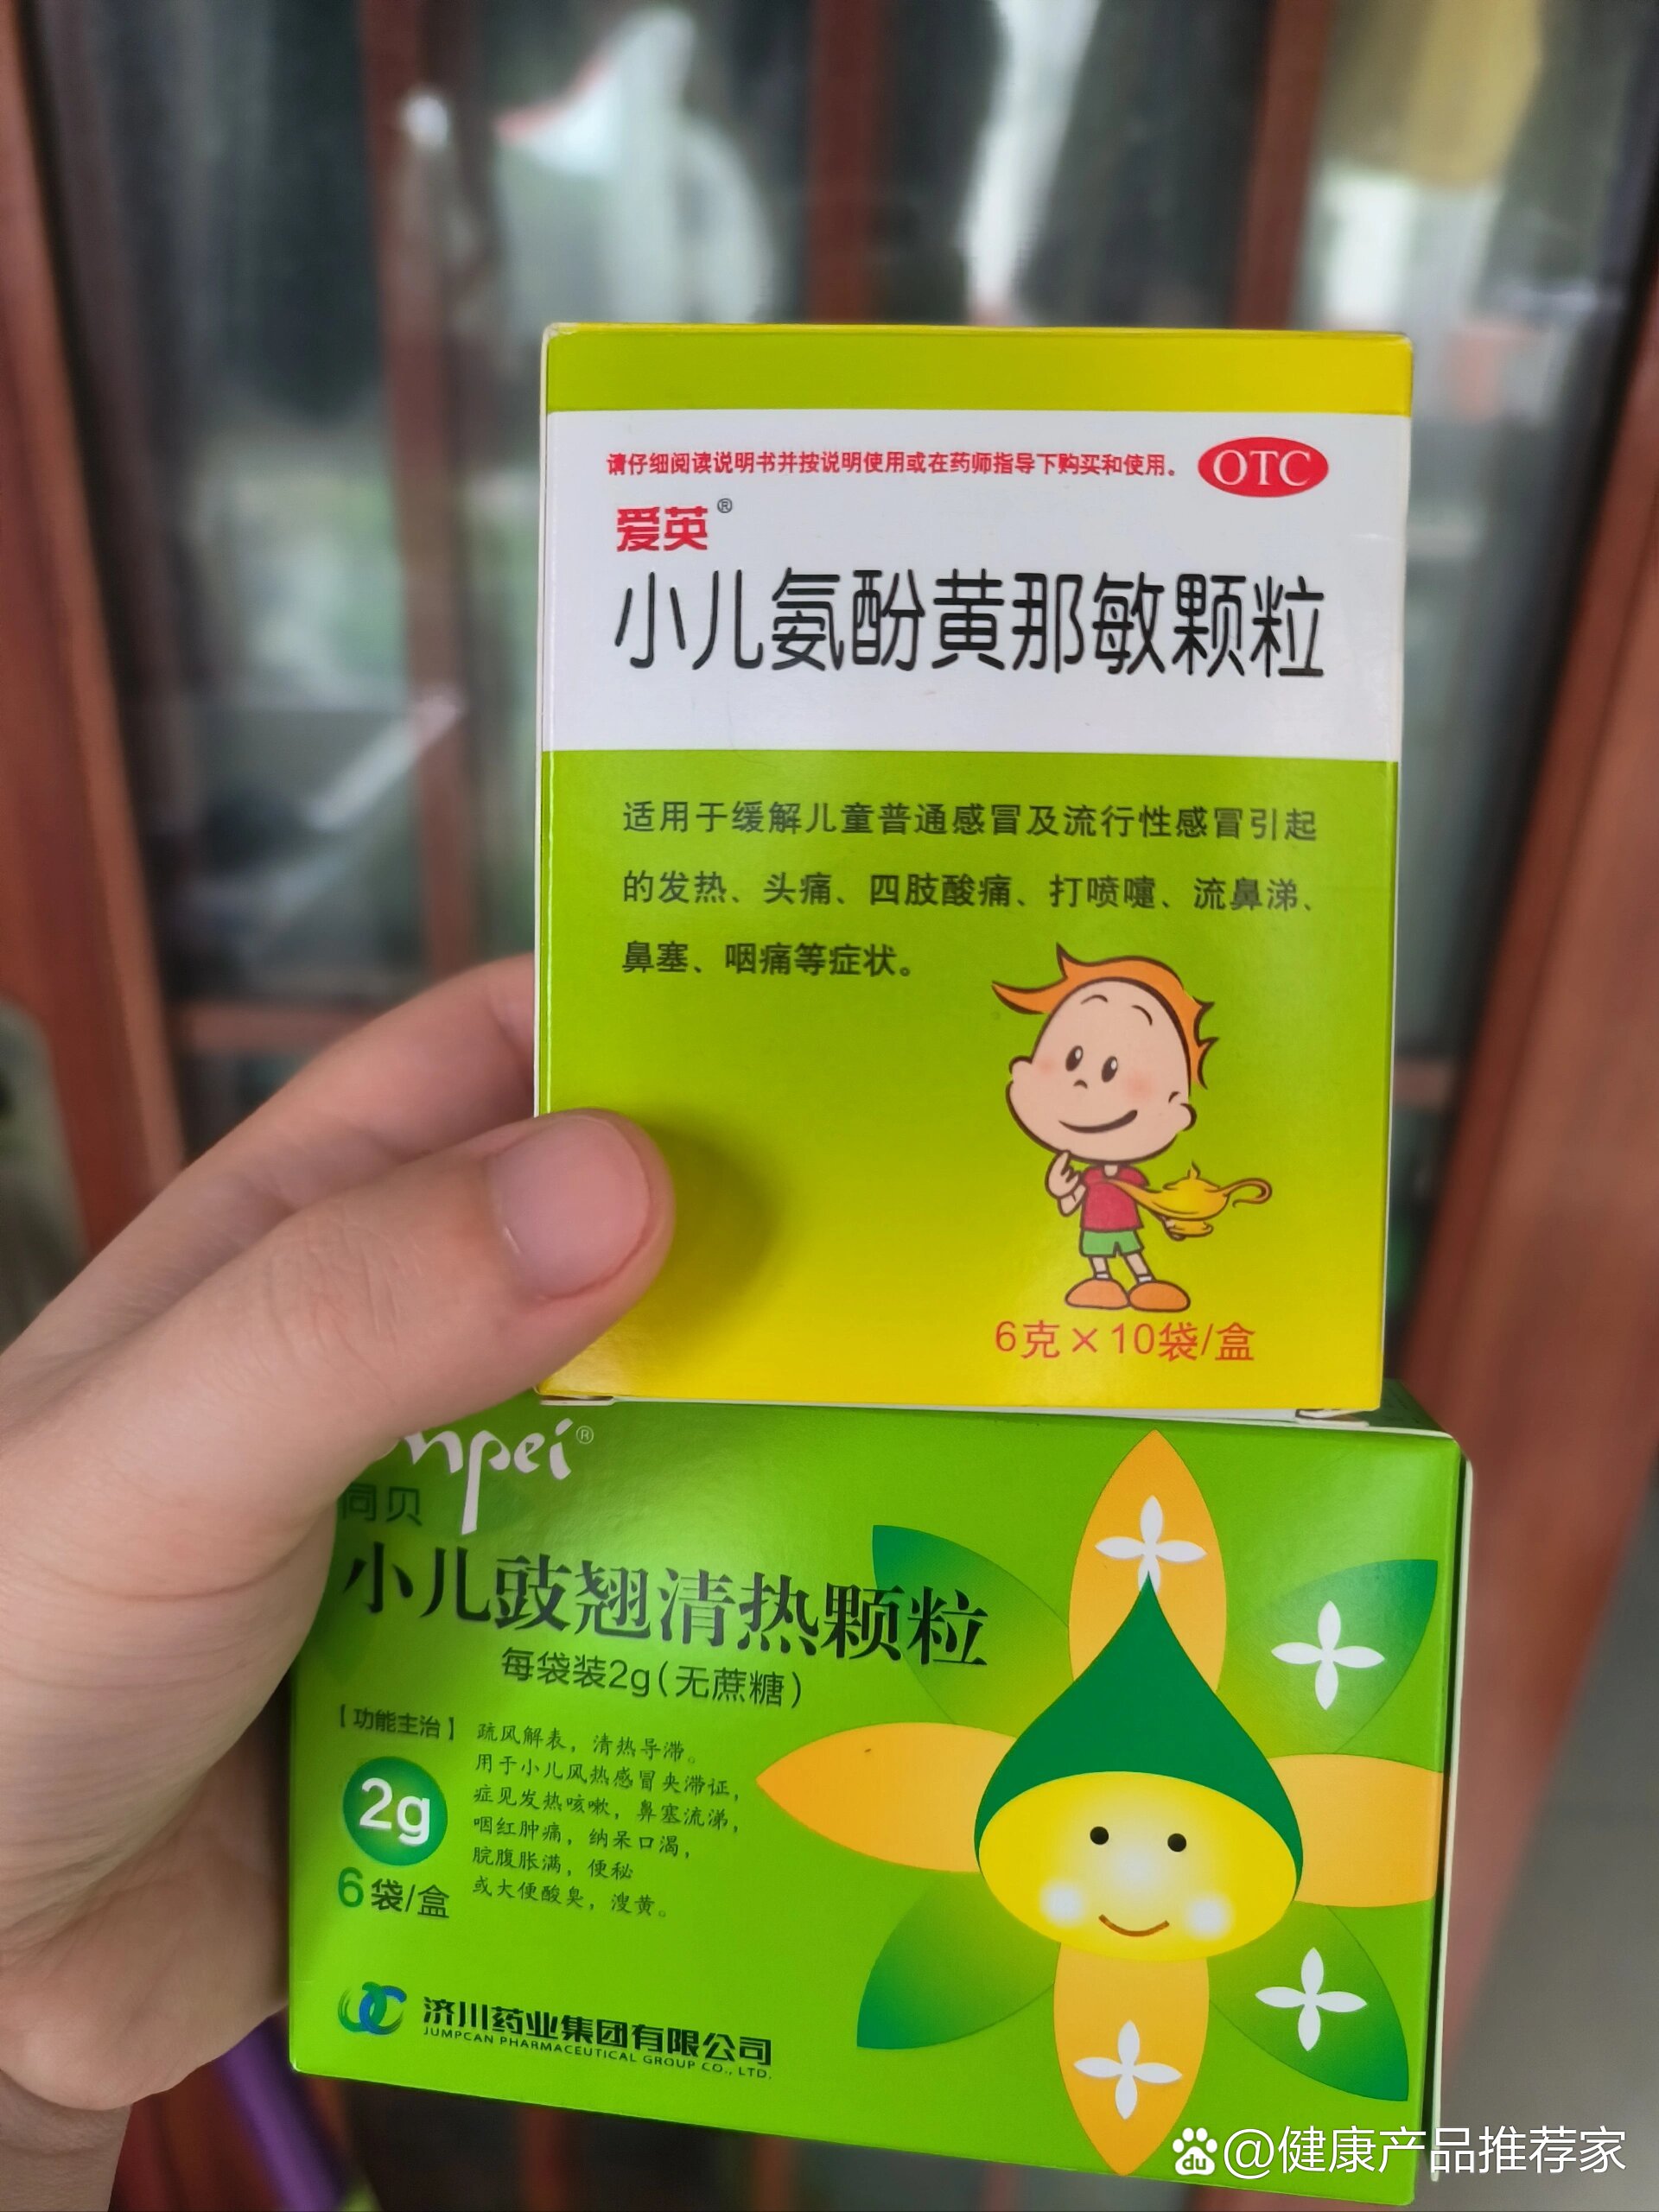 请仔细阅读说明书并按说明使用或在药师指导下购买和使用。
OTC
爱英®
小儿氨酚黄那敏颗粒
适用于缓解儿童普通感冒及流行性感冒引起
的发热、头痛、四肢酸痛、打喷嚏、流鼻涕、
鼻塞、咽痛等症状。
6克×10袋/盒
npei®
同贝
小儿豉翘清热颗粒
每袋装2g(无蔗糖)
【功能主治】
疏风解表，清热导滞。
用于小儿风热感冒夹滞证，
症见发热咳嗽，鼻塞流涕，
咽红肿痛，纳呆口渴，
脘腹胀满，便秘
或大便酸臭，溲黄。
2g
6袋/盒
济川药业集团有限公司
JUMPCAN PHARMACEUTICAL GROUP CO., LTD.
du @健康产品推荐家